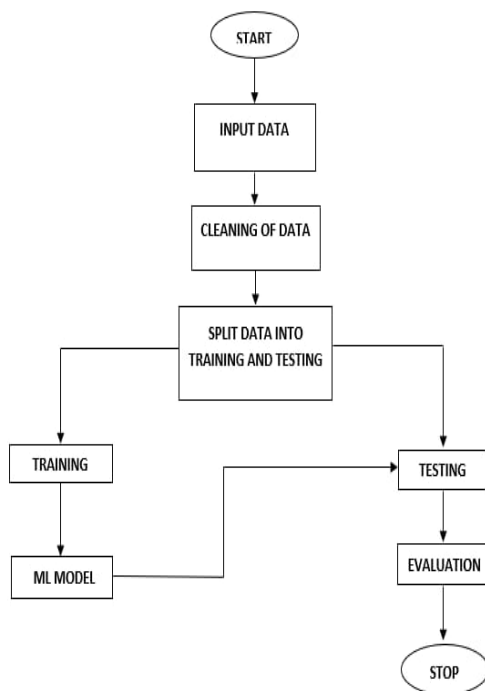 START
INPUT DATA
CLEANING OF DATA
SPLIT DATA INTO
TRAINING AND TESTING
TRAINING
TESTING
ML MODEL
EVALUATION
STOP